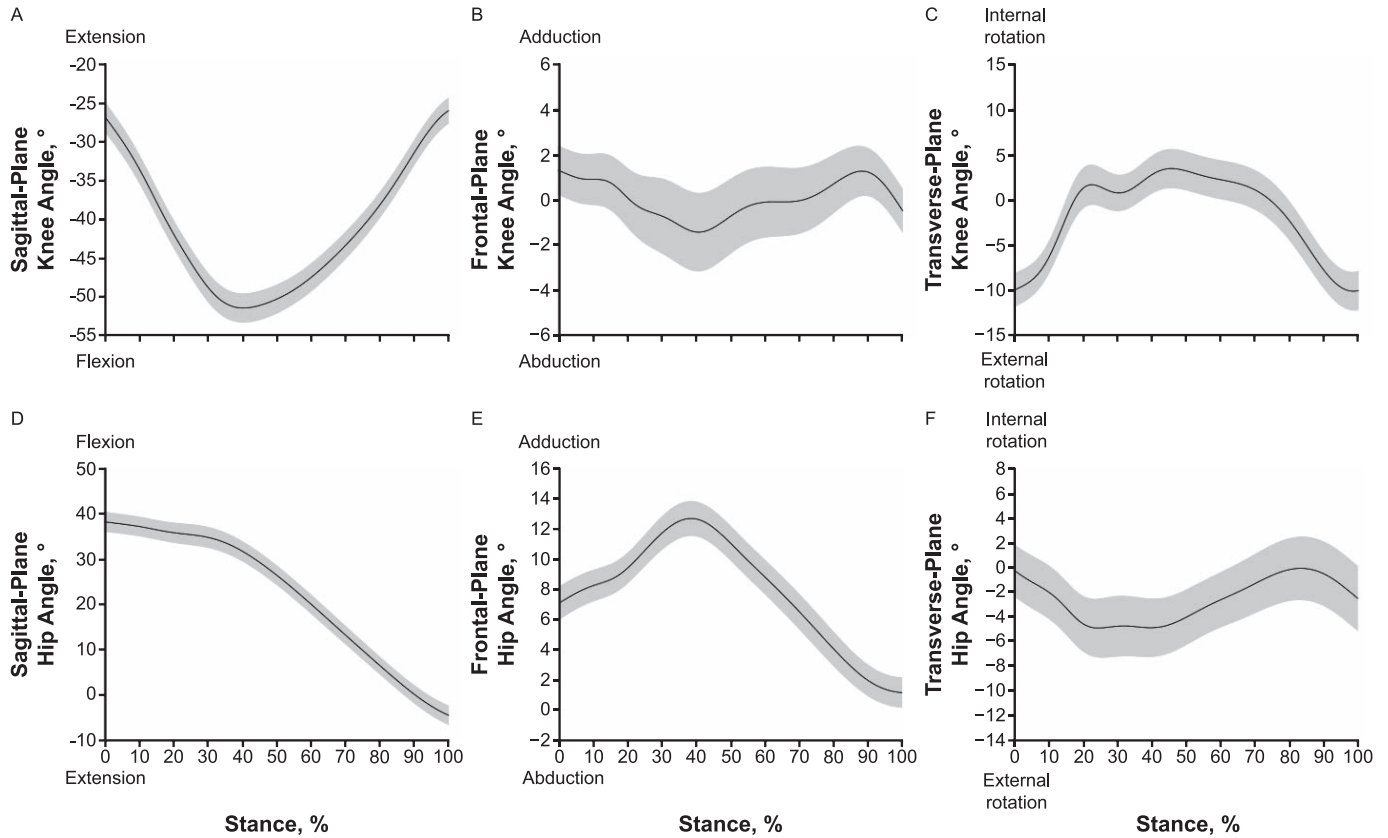 A
Extension
-20
-25
-30
-35
-40
-45
-50
-55
Flexion
Sagittal-Plane
Knee Angle, °
B
Adduction
6
4
2
0
−2
−4
−6
Abduction
Frontal-Plane
Knee Angle, °
C
Internal
rotation
15
10
5
0
−5
−10
−15
External
rotation
Transverse-Plane
Knee Angle, °
D
Flexion
50
40
30
20
10
0
-10
0 10 20 30 40 50 60 70 80 90 100
Extension
Sagittal-Plane
Hip Angle, °
Stance, %
E
Adduction
16
14
12
10
8
6
4
2
0
−2
0 10 20 30 40 50 60 70 80 90 100
Abduction
Frontal-Plane
Hip Angle, °
Stance, %
F
Internal
rotation
8
6
4
2
0
−2
−4
−6
−8
−10
−12
−14
0 10 20 30 40 50 60 70 80 90 100
External
rotation
Transverse-Plane
Hip Angle, °
Stance, %